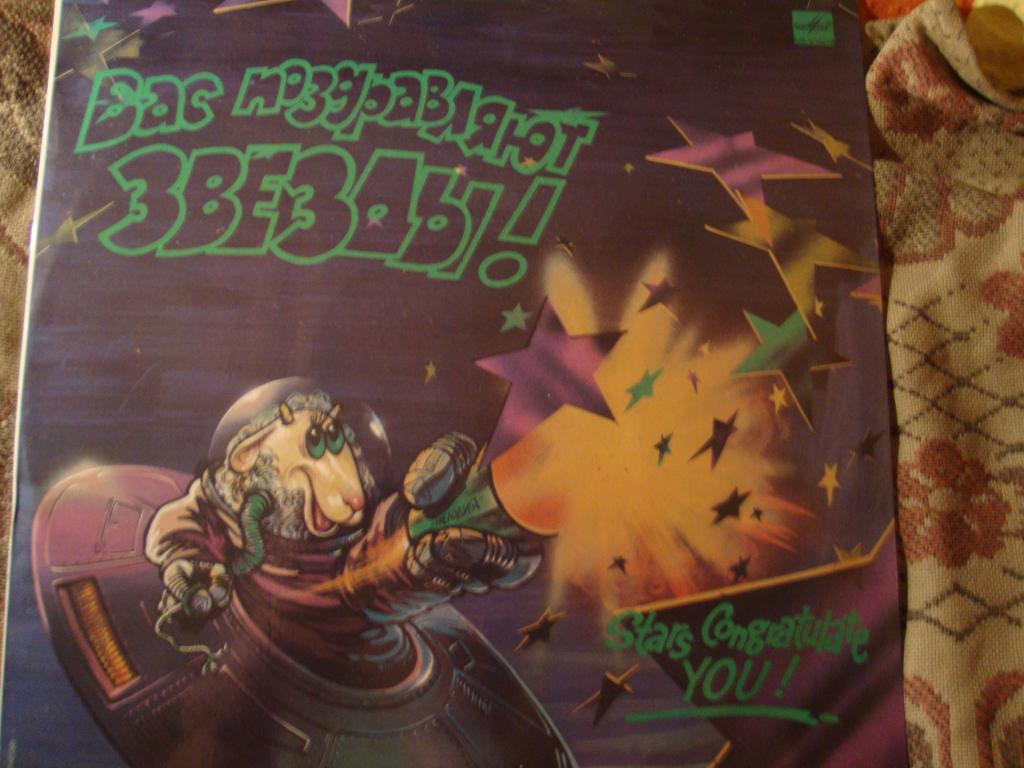 Вас поздравляют
ЗВЕЗДЫ!
Stars Congratulate
YOU!